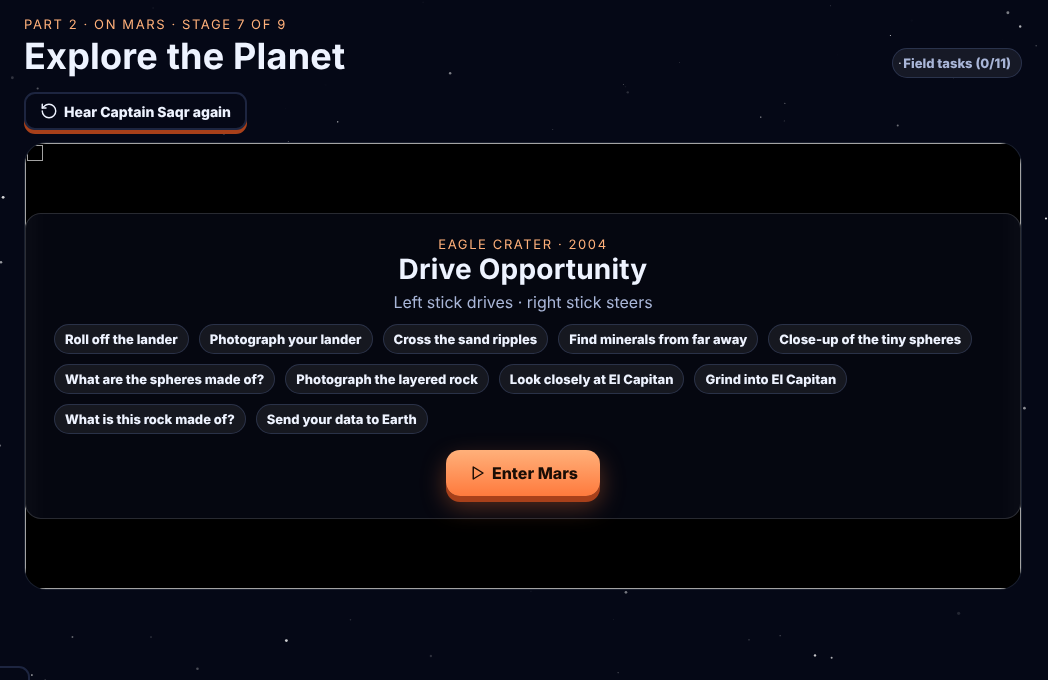 PART 2 · ON MARS · STAGE 7 OF 9
Explore the Planet
Field tasks (0/11)
Hear Captain Saqr again
EAGLE CRATER · 2004
Drive Opportunity
Left stick drives · right stick steers
Roll off the lander Photograph your lander Cross the sand ripples Find minerals from far away Close-up of the tiny spheres
What are the spheres made of? Photograph the layered rock Look closely at El Capitan Grind into El Capitan
What is this rock made of? Send your data to Earth
Enter Mars